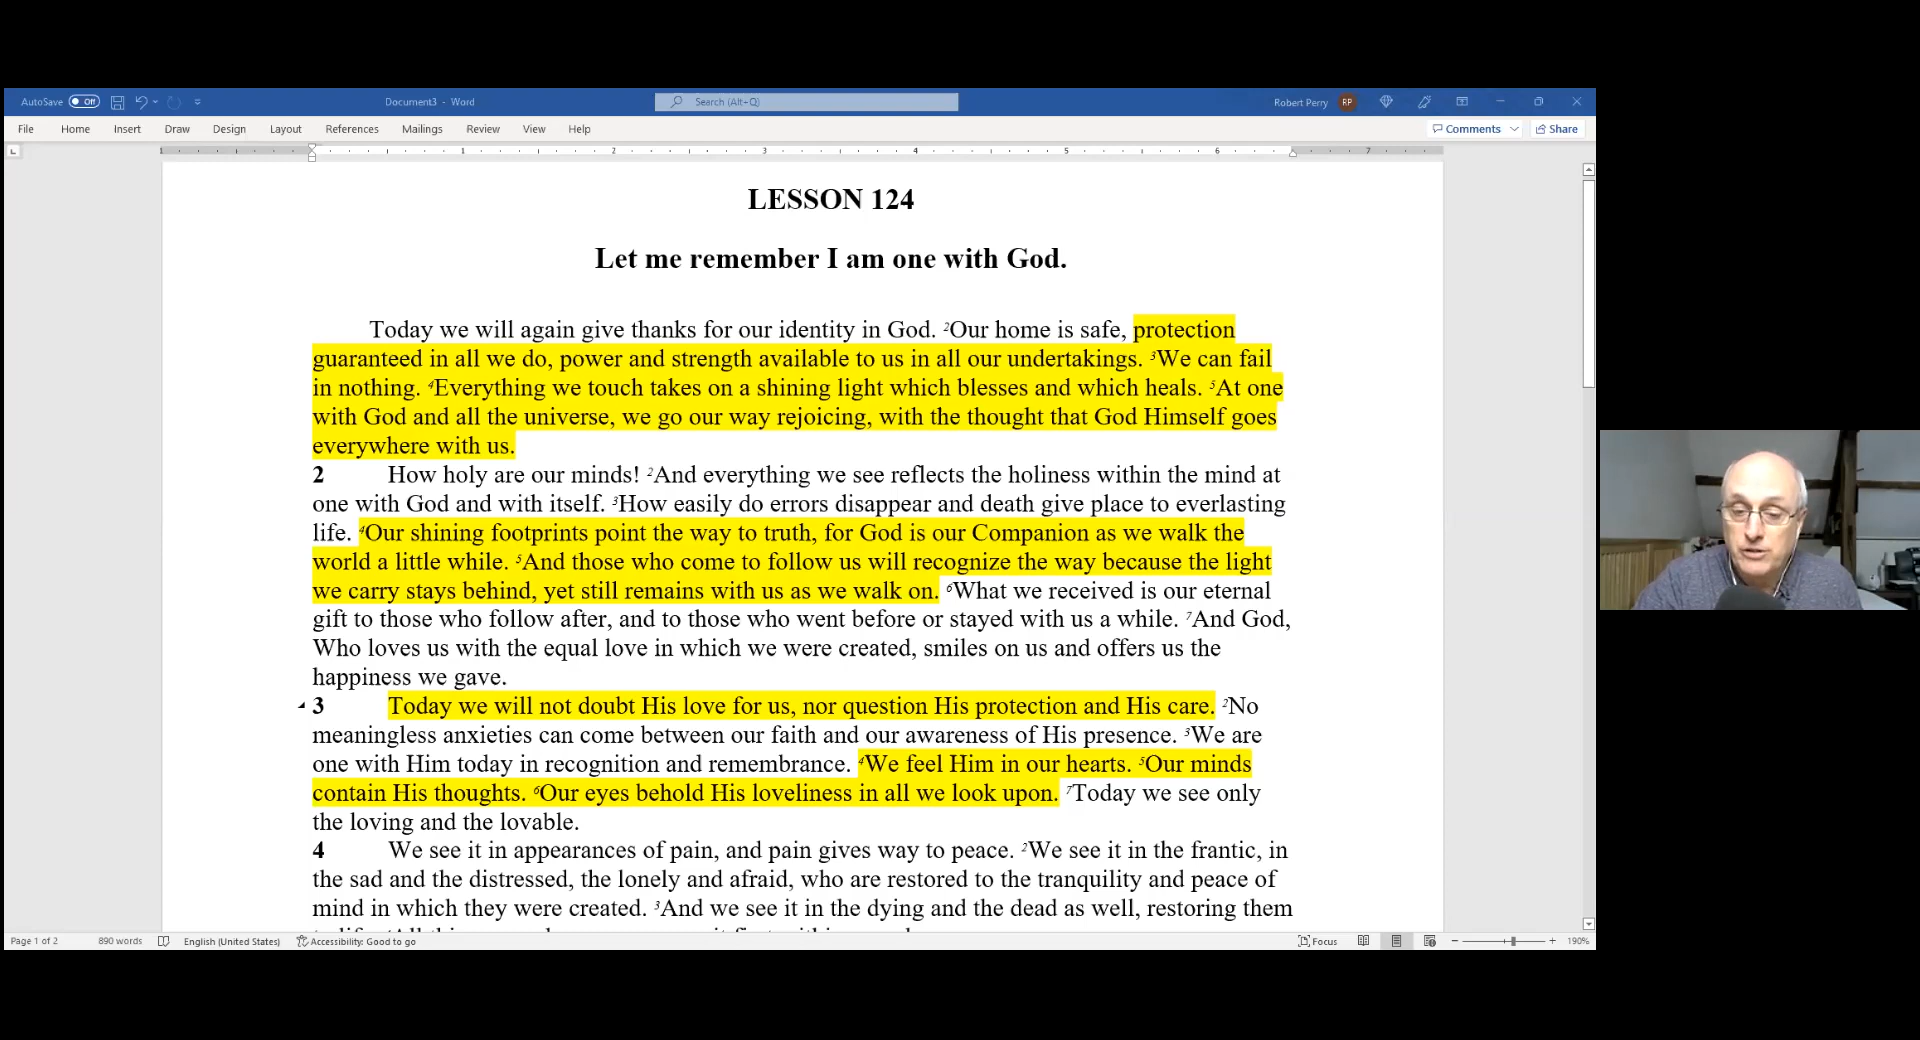 AutoSave Off Document3 - Word Search (Alt+Q) Robert Perry RP
File Home Insert Draw Design Layout References Mailings Review View Help Comments Share
1 1 2 3 4 5 6 7
LESSON 124
Let me remember I am one with God.
Today we will again give thanks for our identity in God. ²Our home is safe, protection
guaranteed in all we do, power and strength available to us in all our undertakings. ³We can fail
in nothing. ⁴Everything we touch takes on a shining light which blesses and which heals. ⁵At one
with God and all the universe, we go our way rejoicing, with the thought that God Himself goes
everywhere with us.
2 How holy are our minds! ²And everything we see reflects the holiness within the mind at
one with God and with itself. ³How easily do errors disappear and death give place to everlasting
life. ⁴Our shining footprints point the way to truth, for God is our Companion as we walk the
world a little while. ⁵And those who come to follow us will recognize the way because the light
we carry stays behind, yet still remains with us as we walk on. ⁶What we received is our eternal
gift to those who follow after, and to those who went before or stayed with us a while. ⁷And God,
Who loves us with the equal love in which we were created, smiles on us and offers us the
happiness we gave.
3 Today we will not doubt His love for us, nor question His protection and His care. ²No
meaningless anxieties can come between our faith and our awareness of His presence. ³We are
one with Him today in recognition and remembrance. ⁴We feel Him in our hearts. ⁵Our minds
contain His thoughts. ⁶Our eyes behold His loveliness in all we look upon. ⁷Today we see only
the loving and the lovable.
4 We see it in appearances of pain, and pain gives way to peace. ²We see it in the frantic, in
the sad and the distressed, the lonely and afraid, who are restored to the tranquility and peace of
mind in which they were created. ³And we see it in the dying and the dead as well, restoring them
Page 1 of 2 890 words English (United States) Accessibility: Good to go Focus 190%